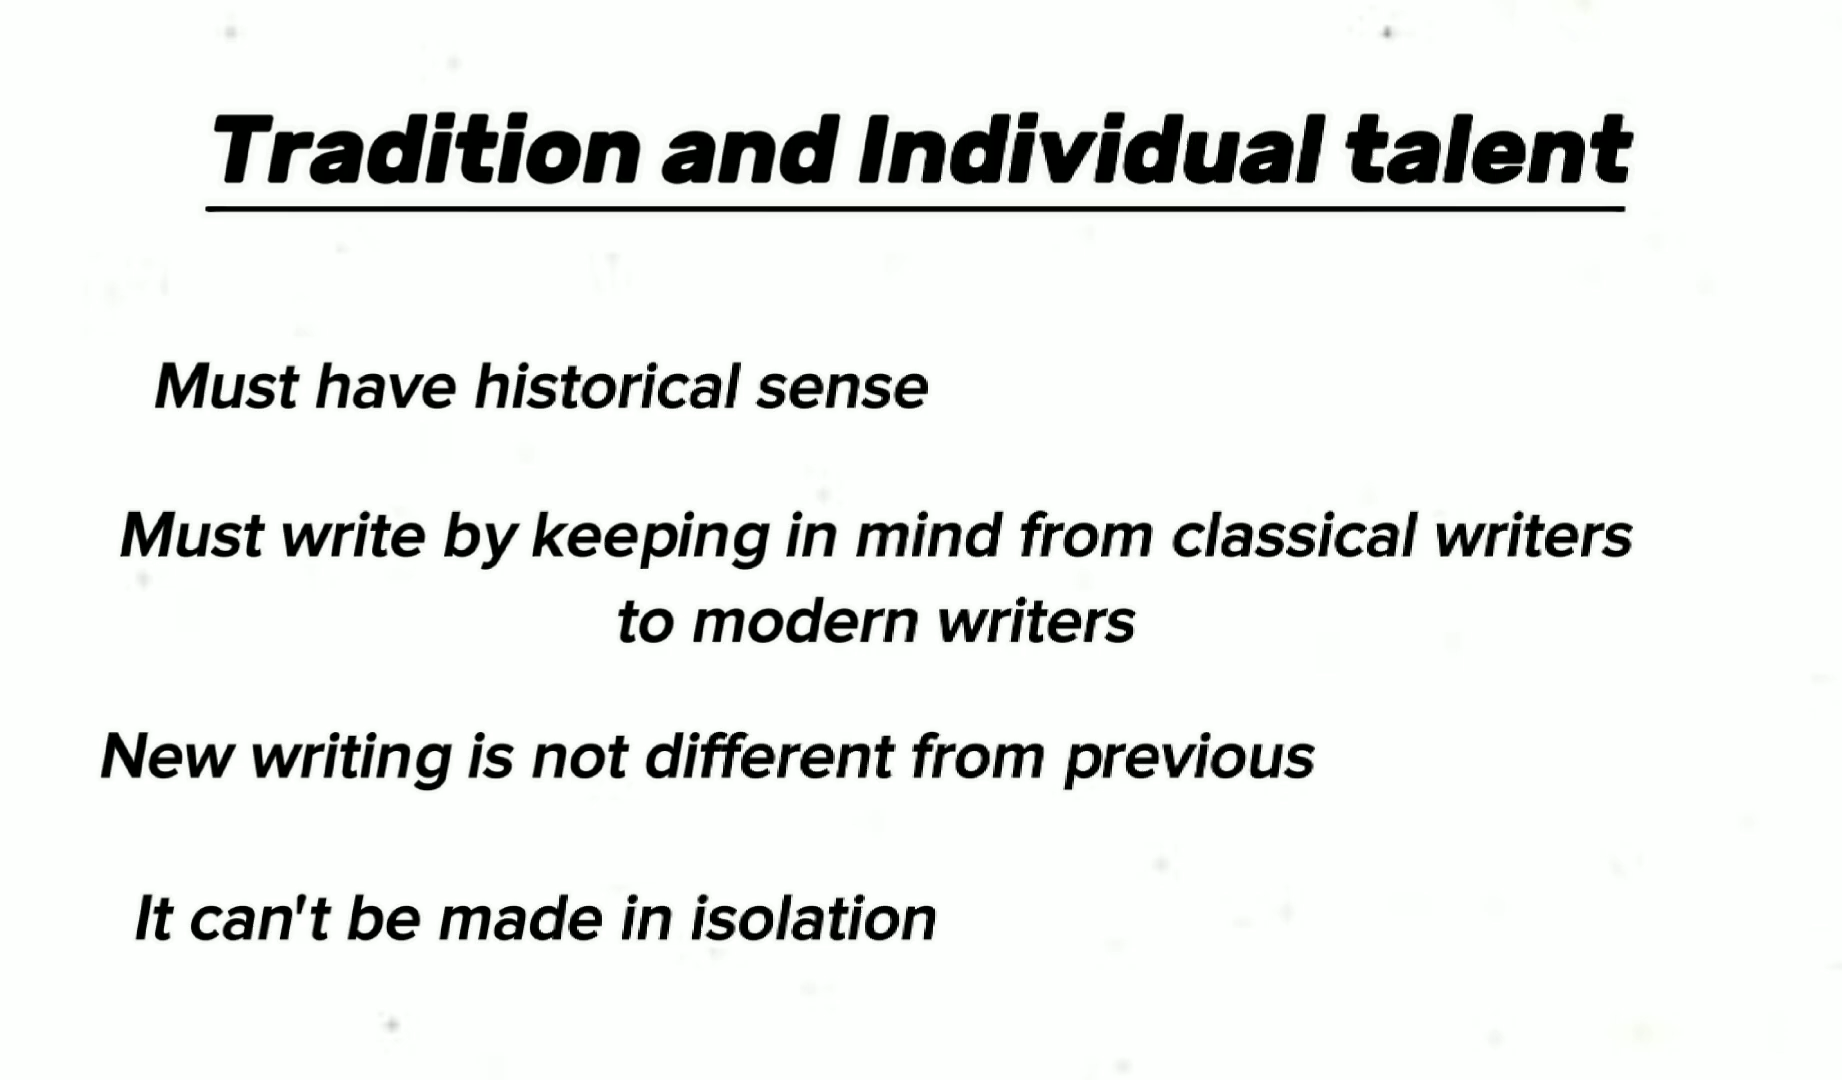 Tradition and Individual talent
Must have historical sense
Must write by keeping in mind from classical writers
to modern writers
New writing is not different from previous
It can't be made in isolation